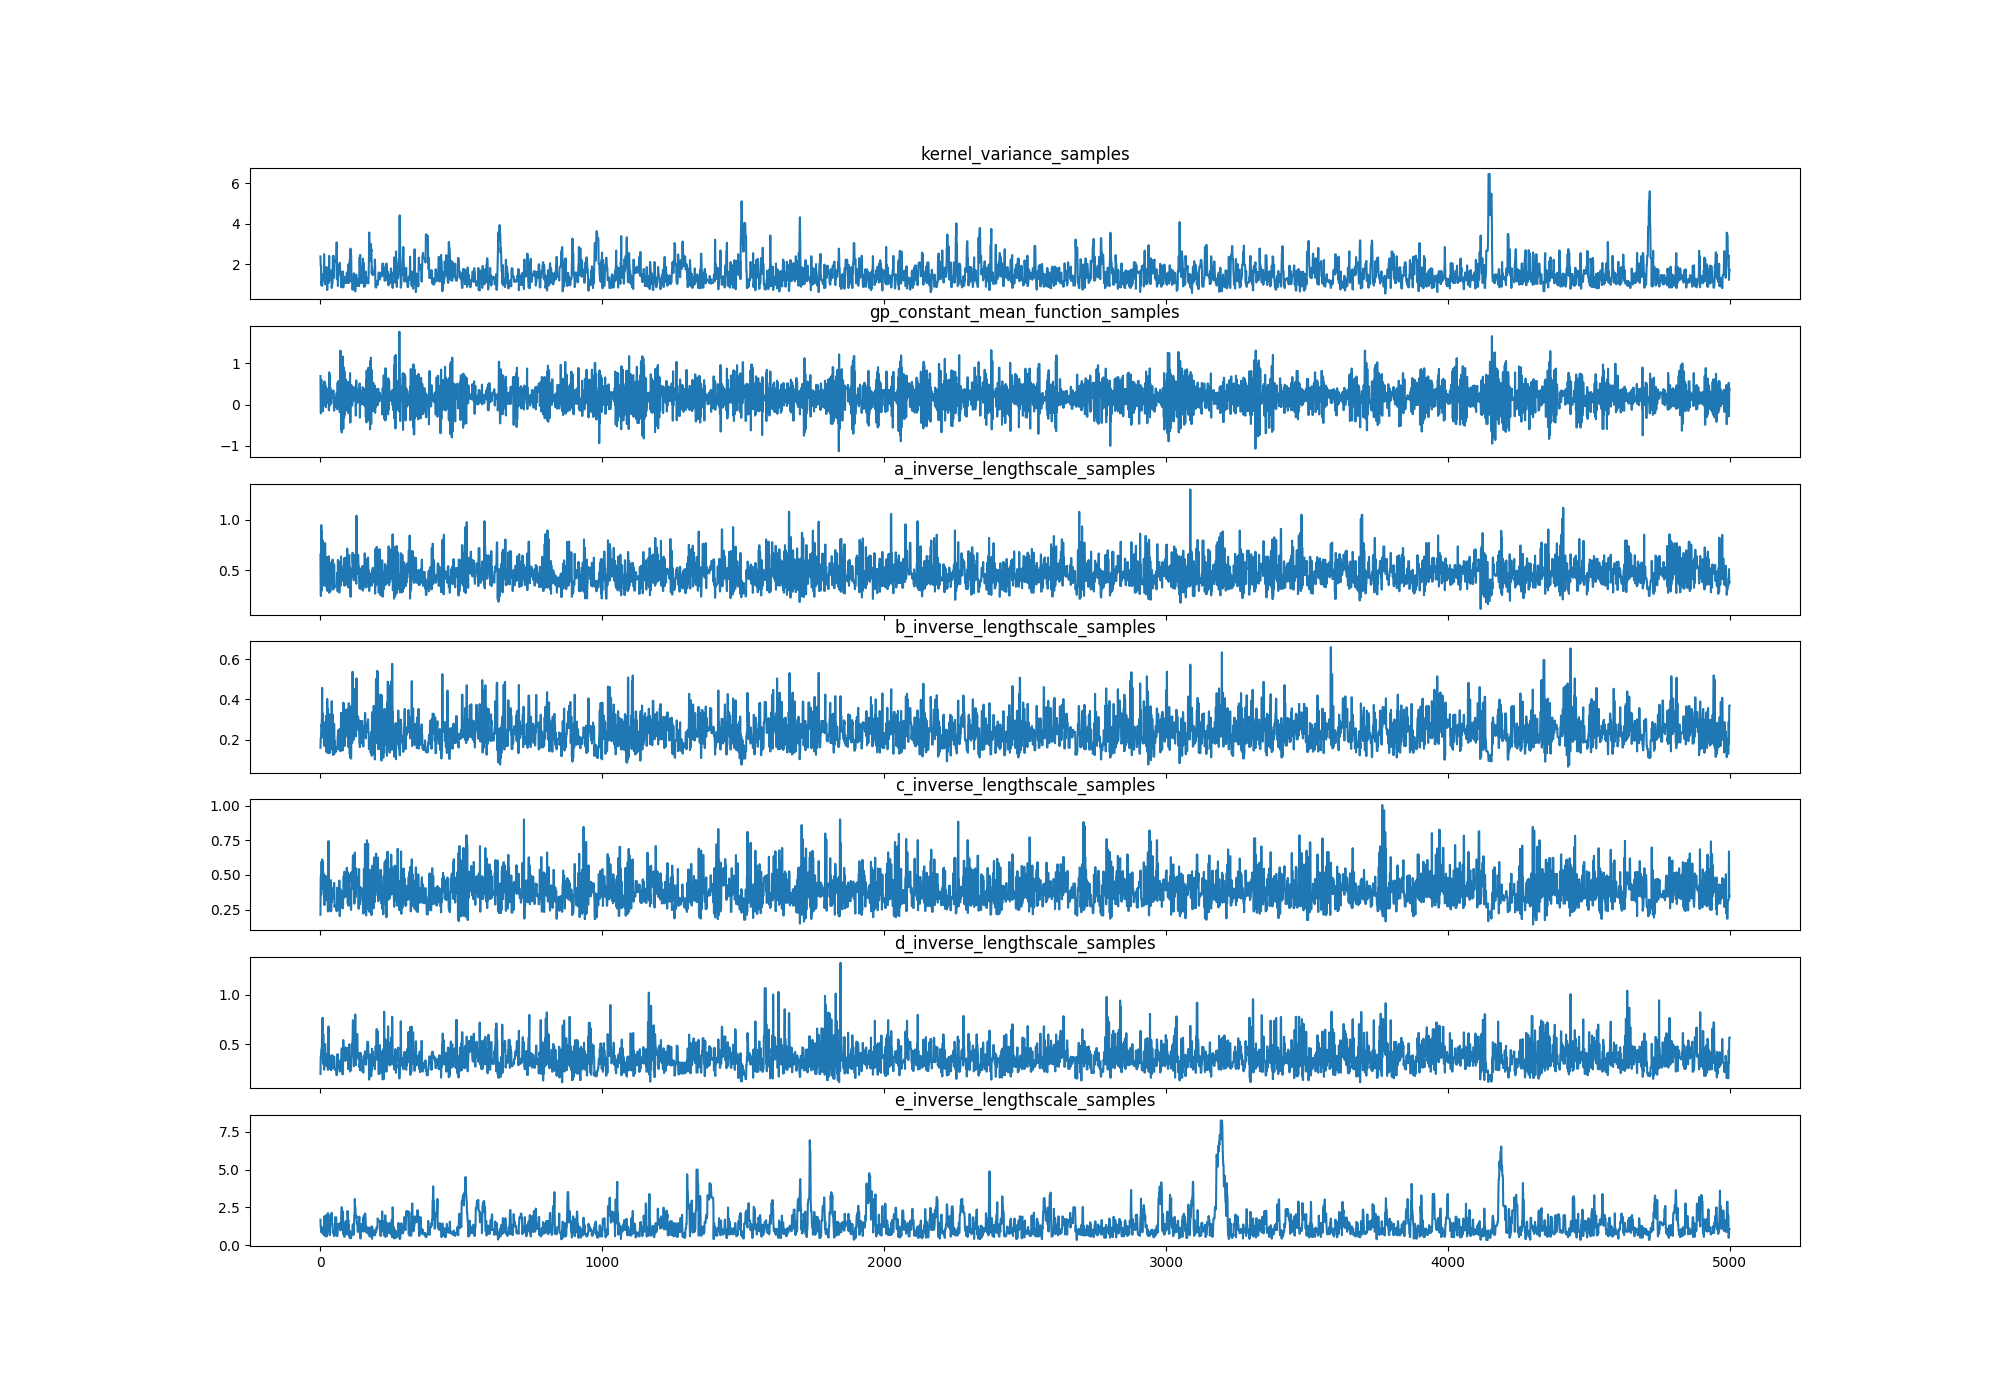 kernel_variance_samples
6
4
2
gp_constant_mean_function_samples
1
0
−1
a_inverse_lengthscale_samples
1.0
0.5
b_inverse_lengthscale_samples
0.6
0.4
0.2
c_inverse_lengthscale_samples
1.00
0.75
0.50
0.25
d_inverse_lengthscale_samples
1.0
0.5
e_inverse_lengthscale_samples
7.5
5.0
2.5
0.0
0 1000 2000 3000 4000 5000